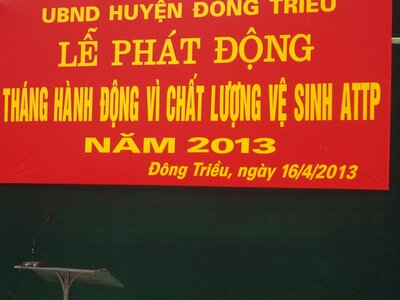 UBND HUYỆN ĐÔNG TRIỀU
LỄ PHÁT ĐỘNG
THÁNG HÀNH ĐỘNG VÌ CHẤT LƯỢNG VỆ SINH ATTP
NĂM 2013
Đông Triều, ngày 16/4/2013